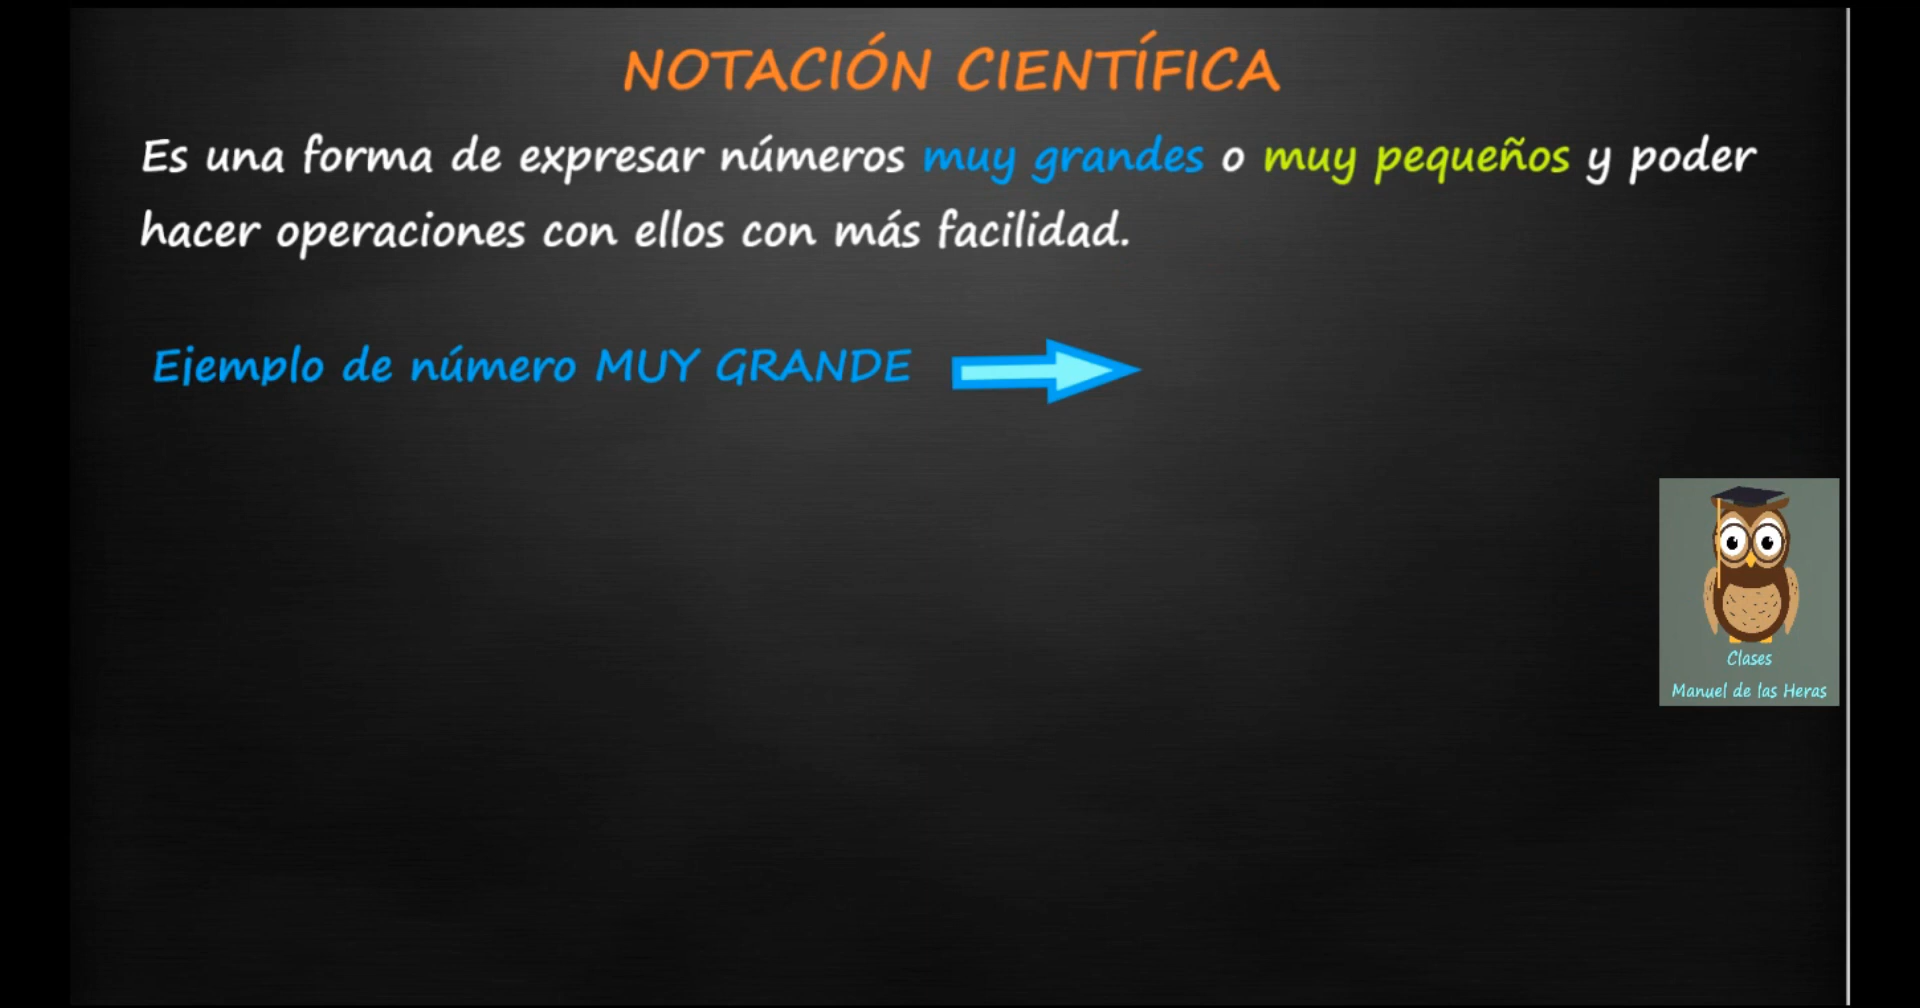 NOTACIÓN CIENTÍFICA
Es una forma de expresar números muy grandes o muy pequeños y poder
hacer operaciones con ellos con más facilidad.
Ejemplo de número MUY GRANDE
Clases
Manuel de las Heras